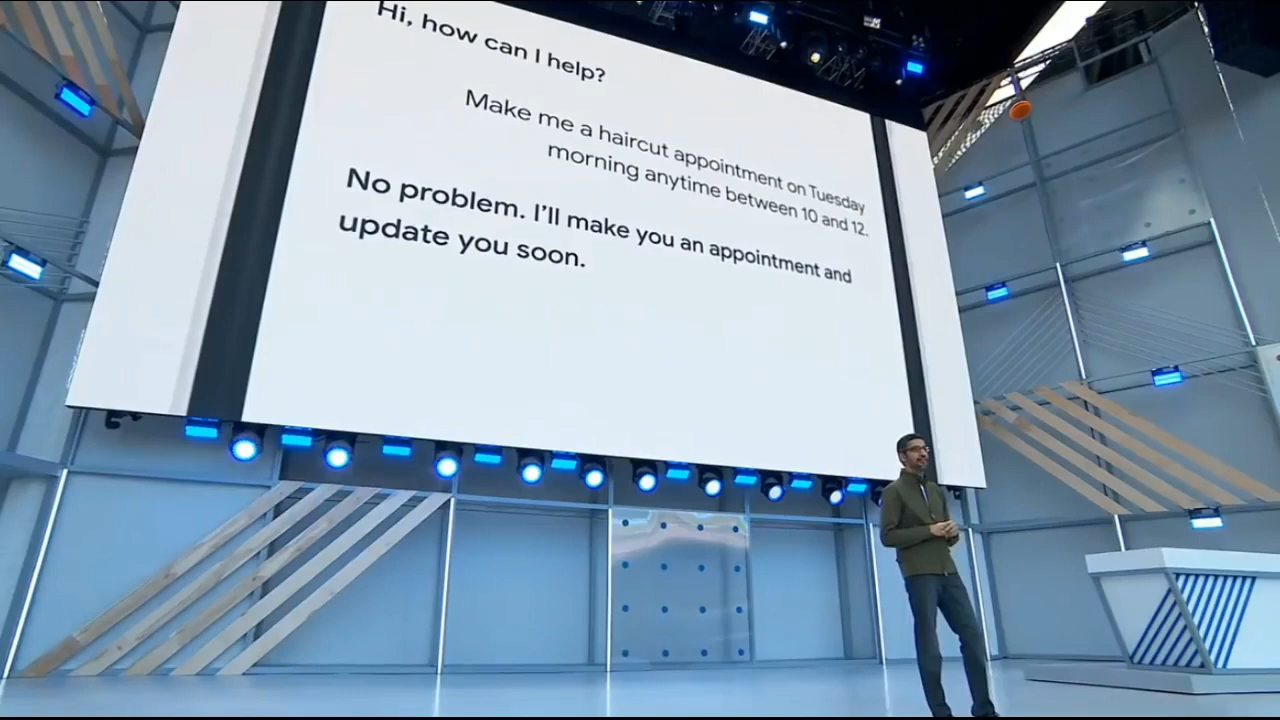 Hi, how can I help?
Make me a haircut appointment on Tuesday
morning anytime between 10 and 12.
No problem. I'll make you an appointment and
update you soon.